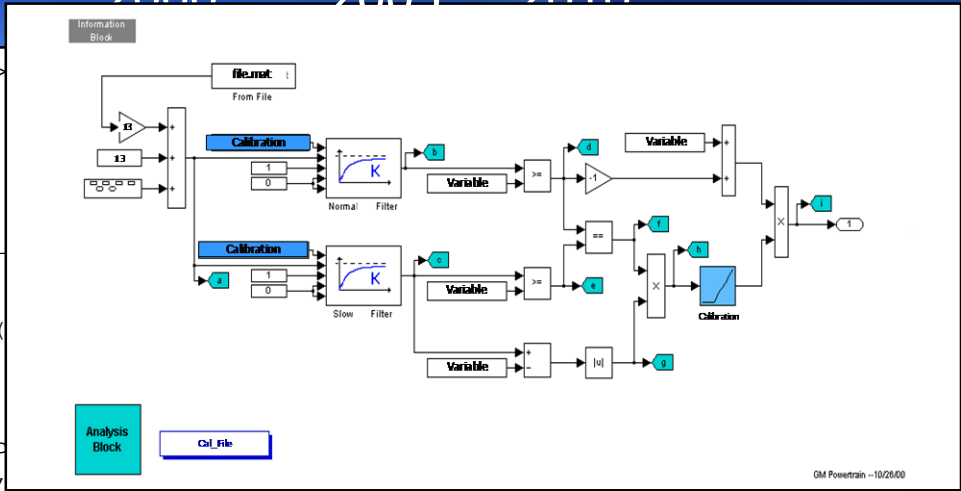 Information
Block
file.mat
From File
13
+
13
+
+
Calibration
1
0
K
Normal Filter
b
Variable
>=
d
-1
Variable
+
+
==
f
X
i
1
Calibration
1
0
K
Slow Filter
a
c
Variable
>=
e
X
h
Calibration
Variable
+
−
|u|
g
Analysis
Block
Cal_File
GM Powertrain --10/26/00